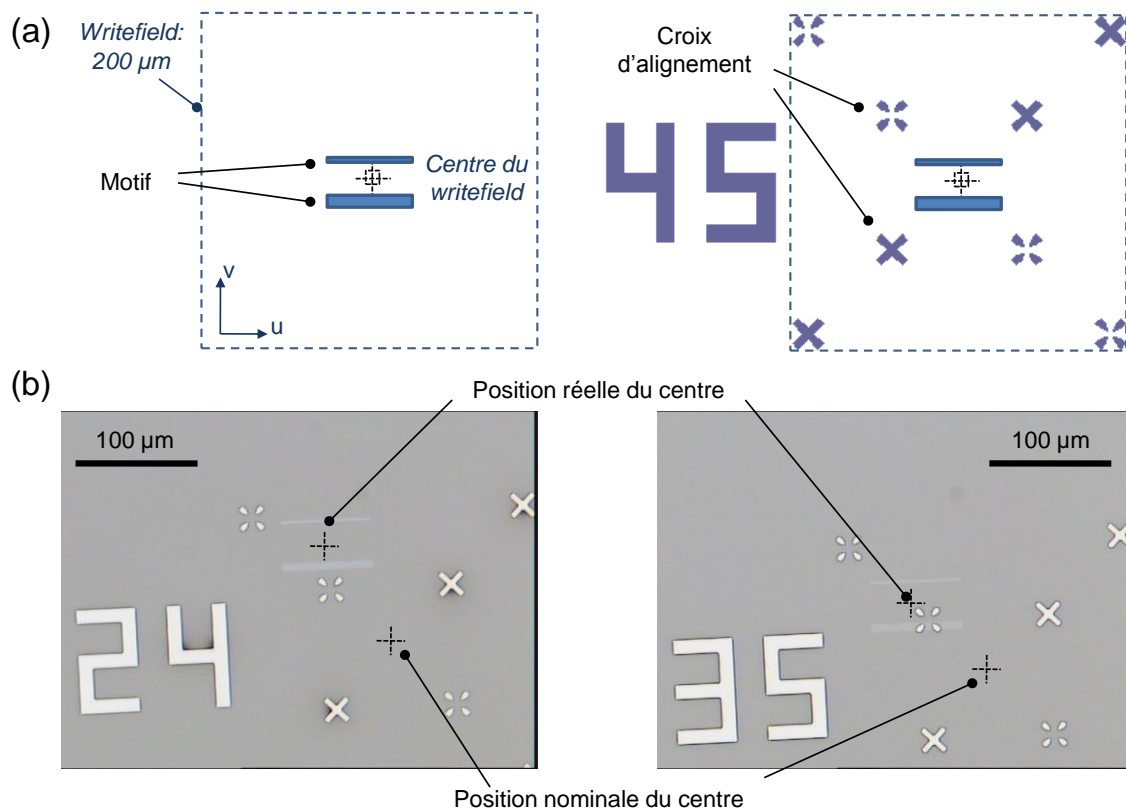 (a)
Writefield:
200 µm
Motif
Centre du
writefield
v
u
Croix
d'alignement
45
(b)
Position réelle du centre
100 µm
100 µm
24
35
Position nominale du centre